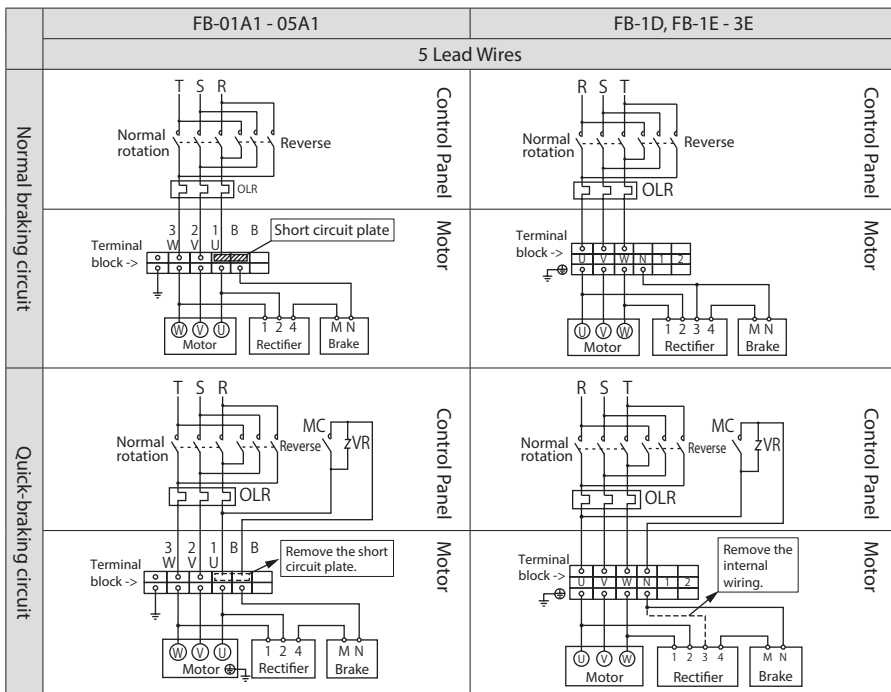 FB-01A1 - 05A1
FB-1D, FB-1E - 3E
5 Lead Wires
Normal braking circuit
T S R
Normal
rotation
Reverse
OLR
Control Panel
3 2 1 B B
W V U
Short circuit plate
Terminal
block ->
W V U
Motor
1 2 4
Rectifier
M N
Brake
Motor
R S T
Normal
rotation
Reverse
OLR
Control Panel
Terminal
block ->
U V W N 1 2
U V W
Motor
1 2 3 4
Rectifier
M N
Brake
Motor
Quick-braking circuit
T S R
Normal
rotation
Reverse
MC
VR
OLR
Control Panel
3 2 1 B B
W V U
Remove the short
circuit plate.
Terminal
block ->
W V U
Motor
1 2 4
Rectifier
M N
Brake
Motor
R S T
Normal
rotation
Reverse
MC
VR
OLR
Control Panel
Terminal
block ->
U V W N 1 2
Remove the
internal
wiring.
U V W
Motor
1 2 3 4
Rectifier
M N
Brake
Motor